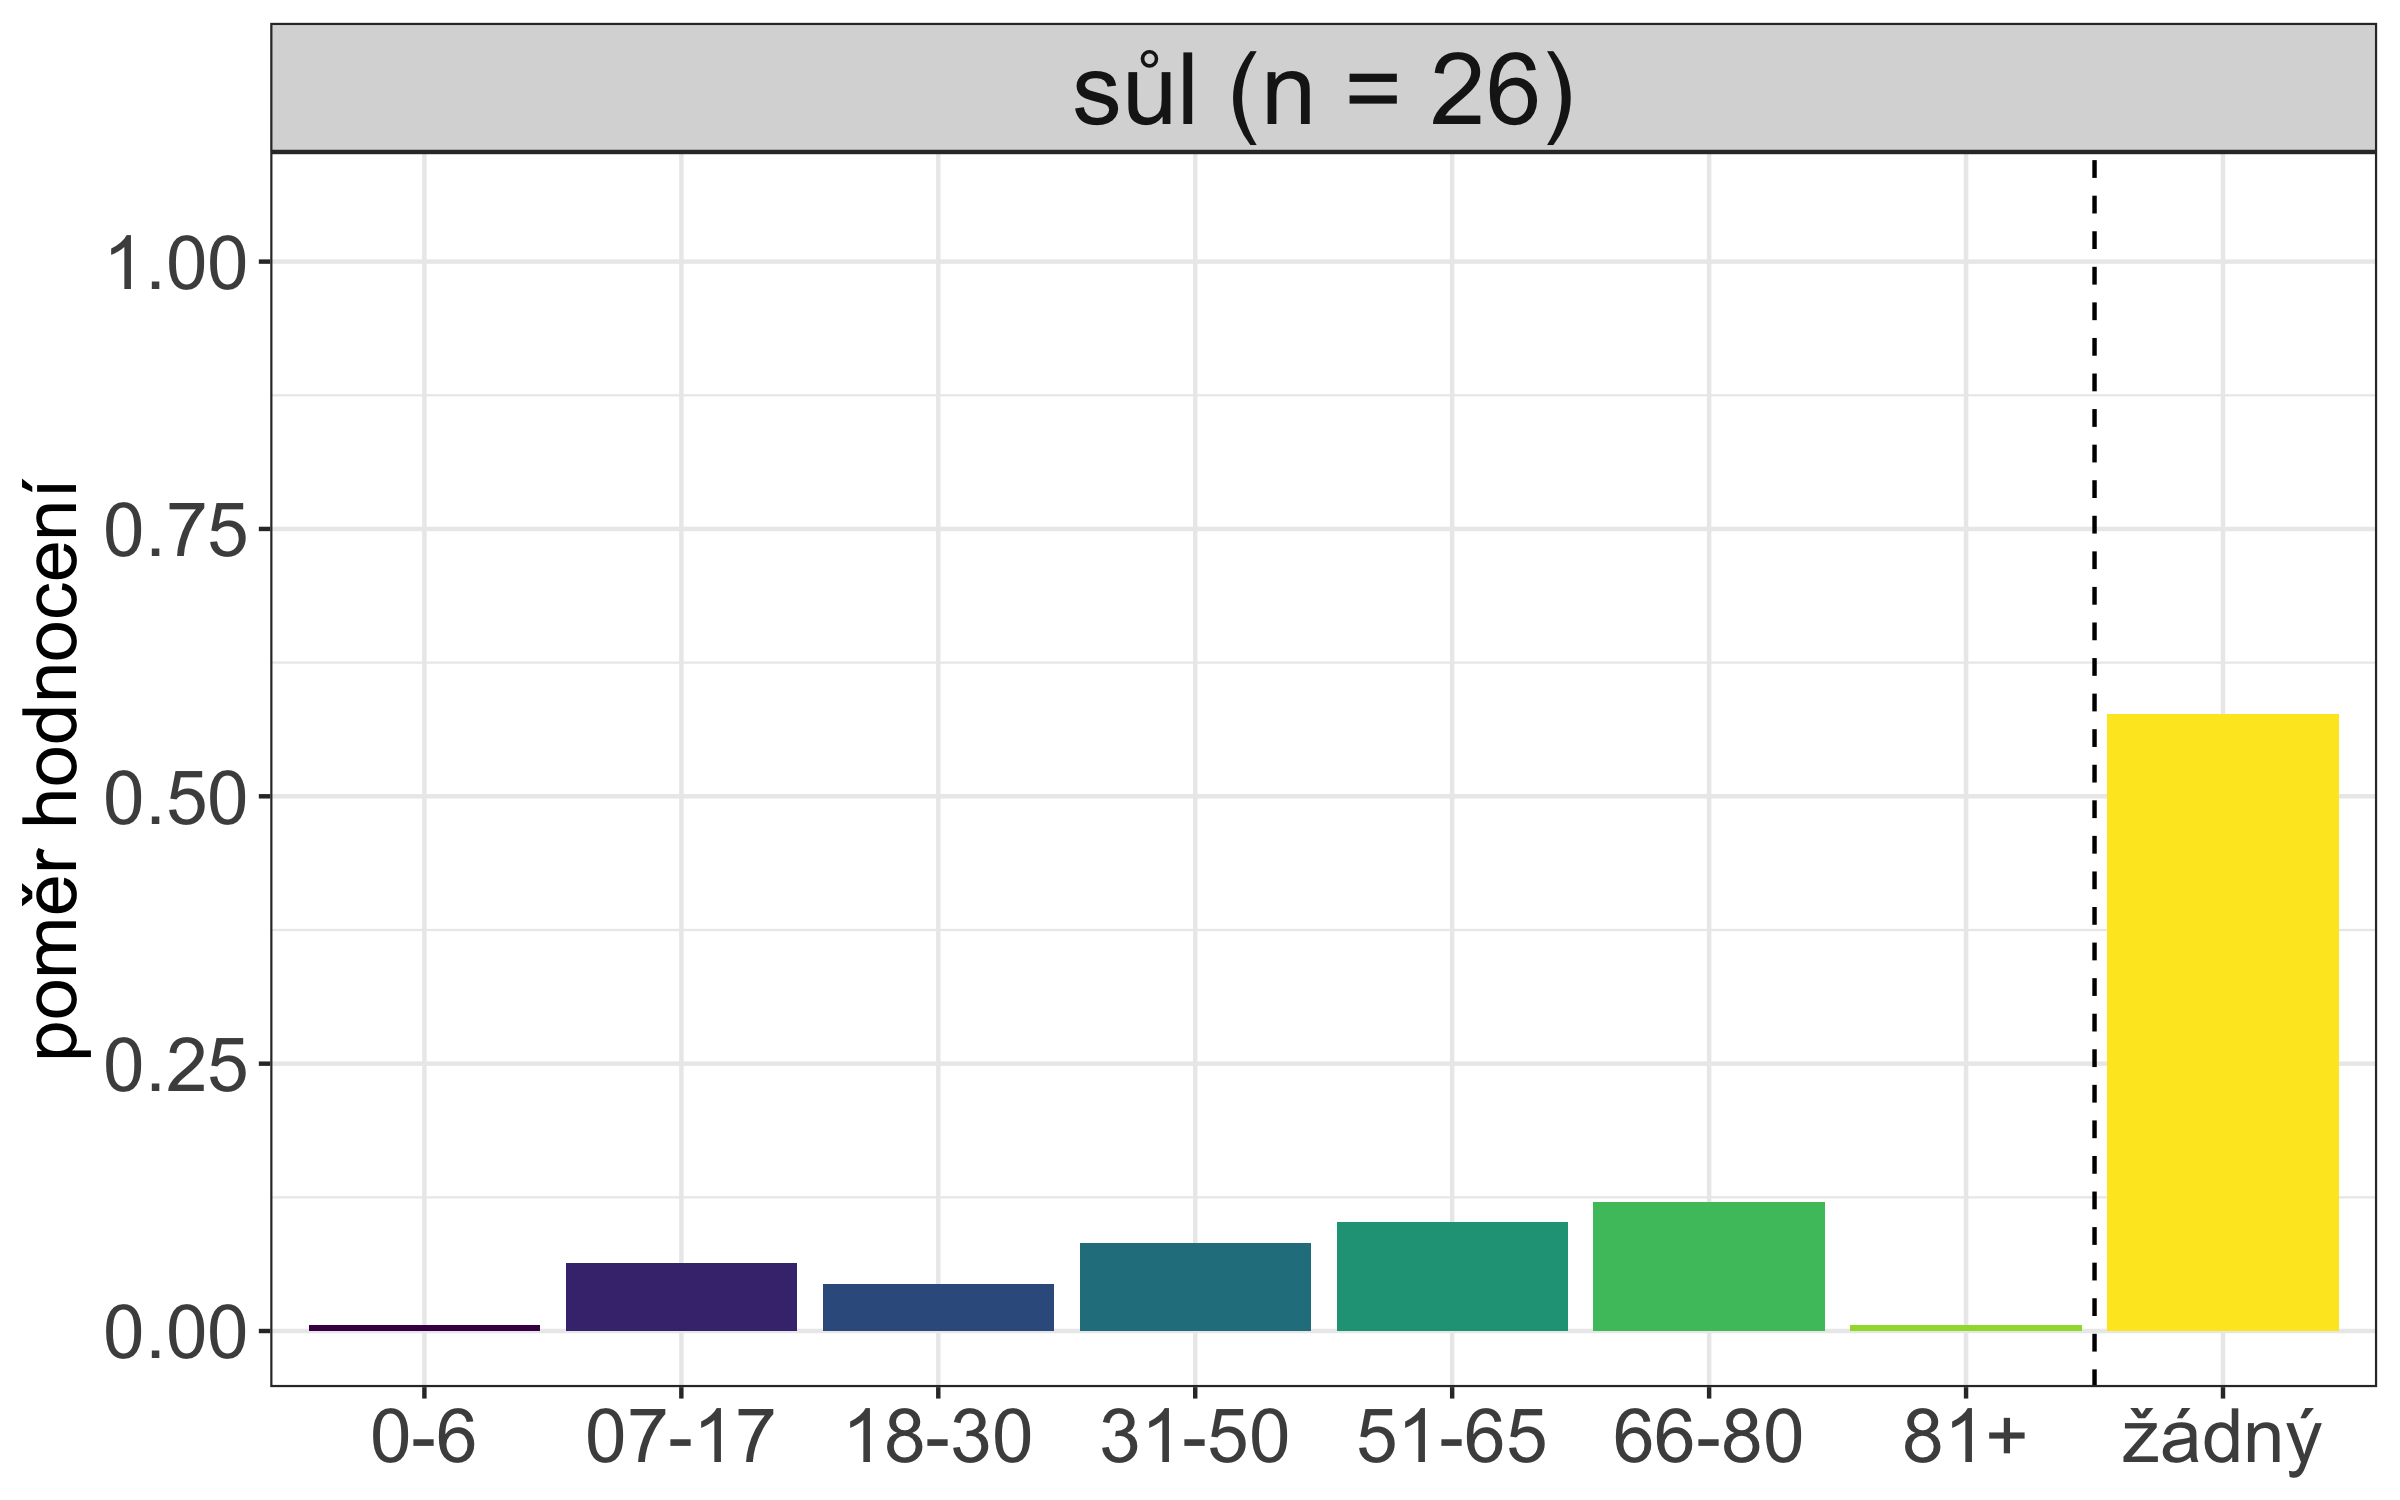 sůl (n = 26)
poměr hodnocení
1.00
0.75
0.50
0.25
0.00
0-6 07-17 18-30 31-50 51-65 66-80 81+ žádný